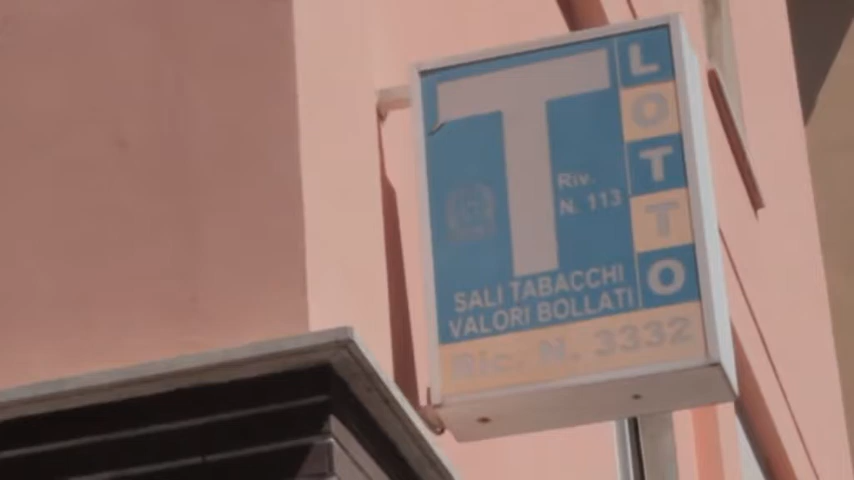 T
LOTTO
Riv.
N. 113
SALI TABACCHI
VALORI BOLLATI
Ric. N. 3332